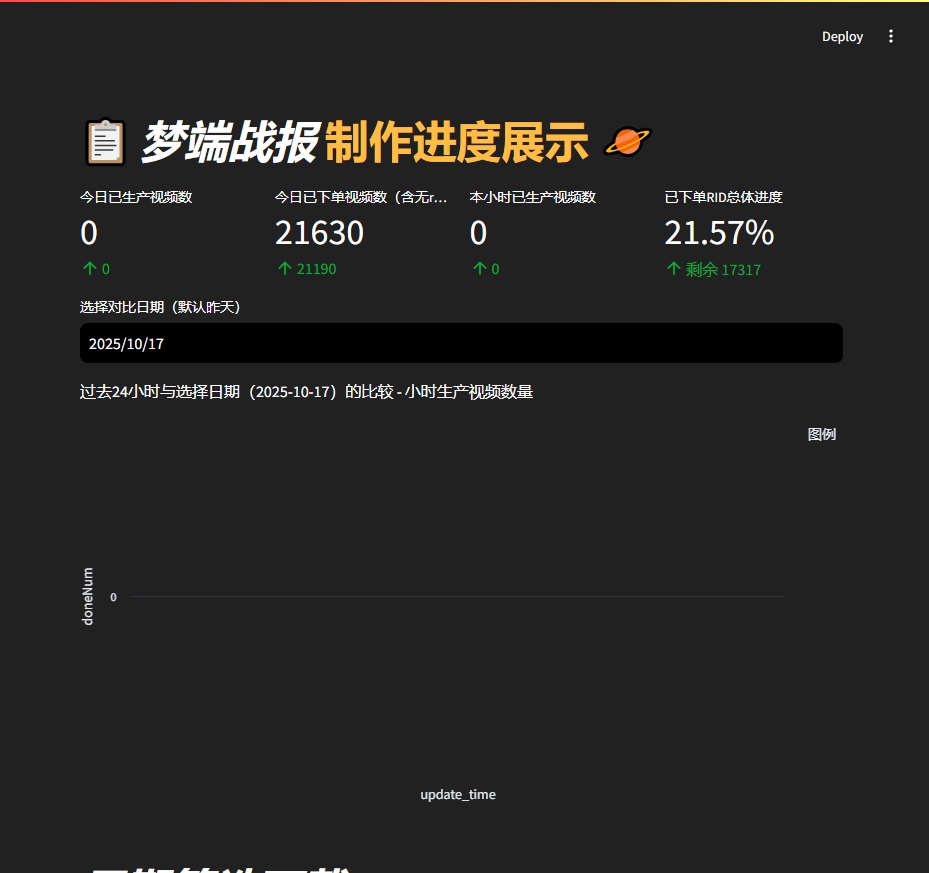 Deploy
梦端战报 制作进度展示
今日已生产视频数
0
0
今日已下单视频数（含无r...
21630
21190
本小时已生产视频数
0
0
已下单RID总体进度
21.57%
剩余 17317
选择对比日期（默认昨天）
2025/10/17
过去24小时与选择日期（2025-10-17）的比较 - 小时生产视频数量
图例
doneNum
0
update_time